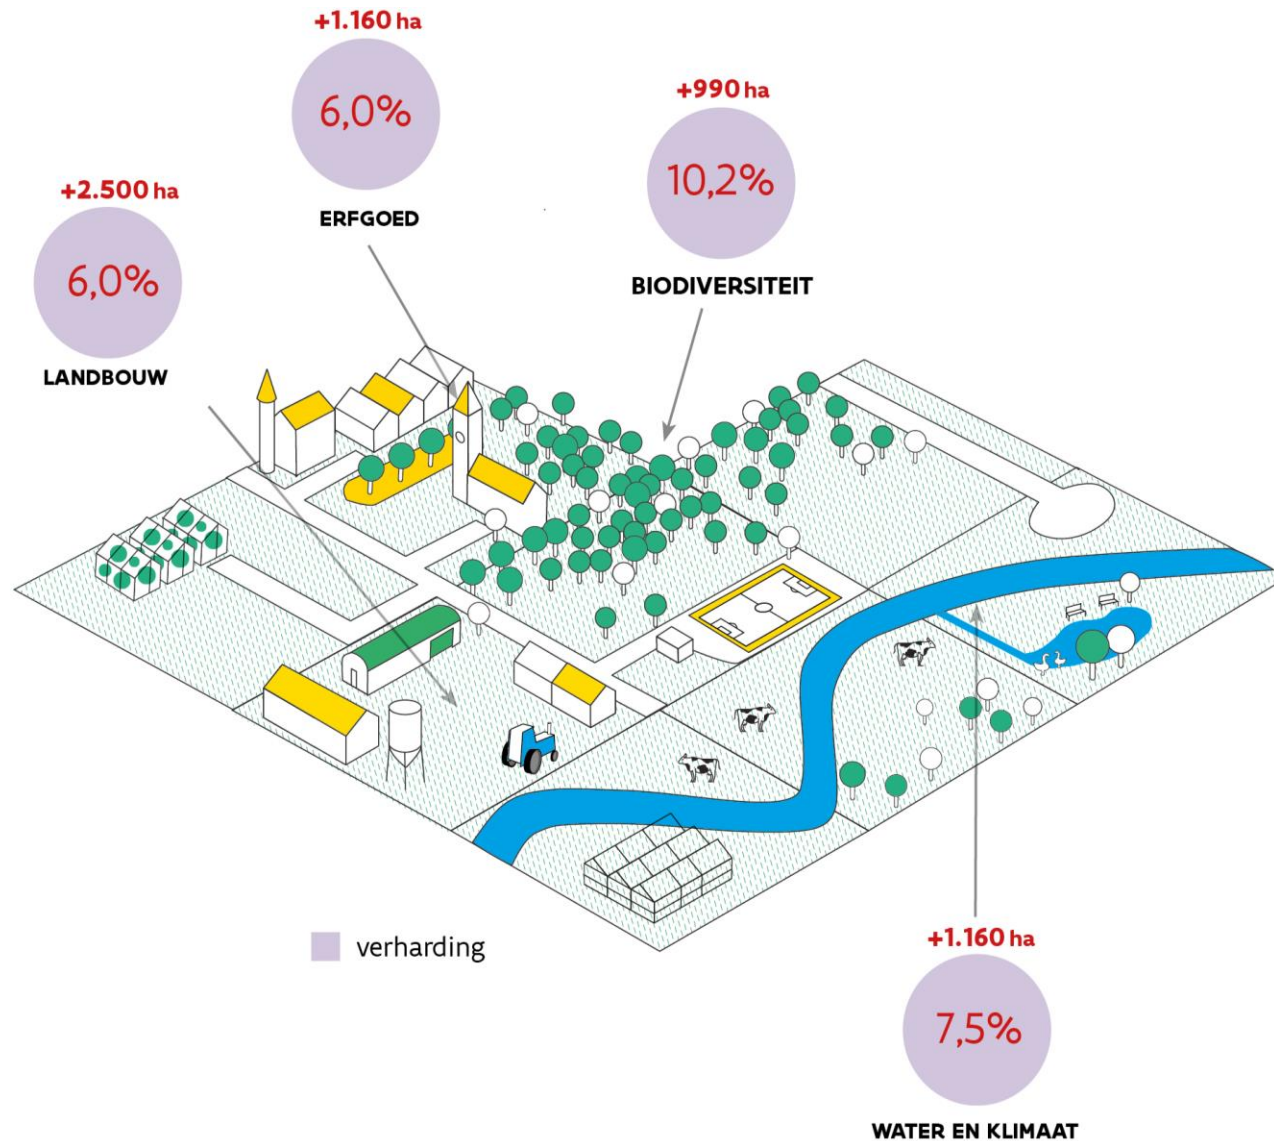 +1.160 ha
6,0%
ERFGOED
+990 ha
10,2%
BIODIVERSITEIT
+2.500 ha
6,0%
LANDBOUW
verharding
+1.160 ha
7,5%
WATER EN KLIMAAT